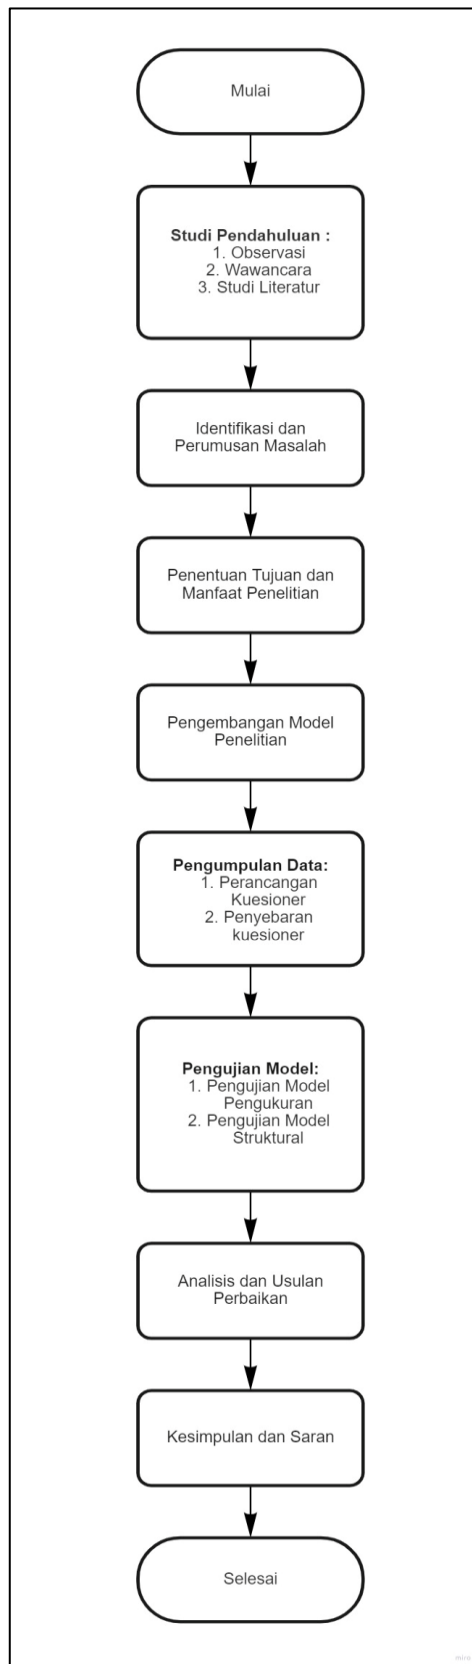 Mulai
Studi Pendahuluan :
1. Observasi
2. Wawancara
3. Studi Literatur
Identifikasi dan
Perumusan Masalah
Penentuan Tujuan dan
Manfaat Penelitian
Pengembangan Model
Penelitian
Pengumpulan Data:
1. Perancangan
Kuesioner
2. Penyebaran
kuesioner
Pengujian Model:
1. Pengujian Model
Pengukuran
2. Pengujian Model
Struktural
Analisis dan Usulan
Perbaikan
Kesimpulan dan Saran
Selesai
miro